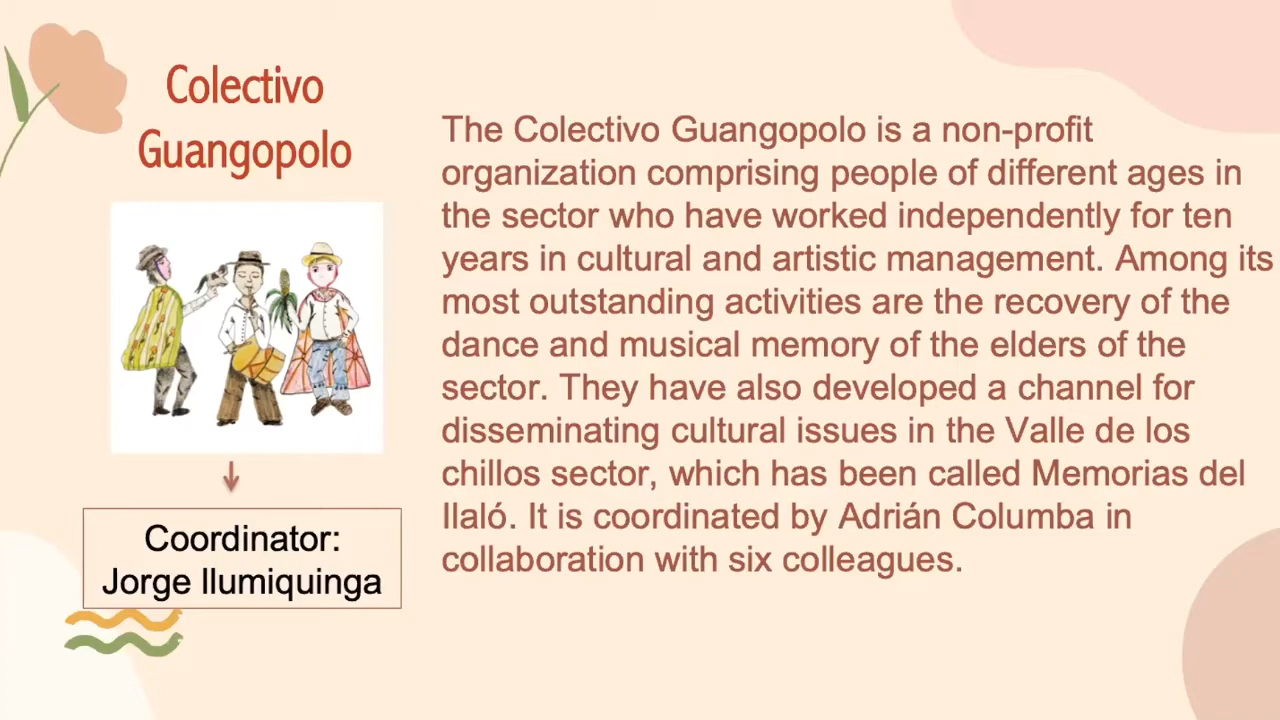 Colectivo
Guangopolo
Coordinator:
Jorge llumiquinga
The Colectivo Guangopolo is a non-profit
organization comprising people of different ages in
the sector who have worked independently for ten
years in cultural and artistic management. Among its
most outstanding activities are the recovery of the
dance and musical memory of the elders of the
sector. They have also developed a channel for
disseminating cultural issues in the Valle de los
chillos sector, which has been called Memorias del
Ilaló. It is coordinated by Adrián Columba in
collaboration with six colleagues.